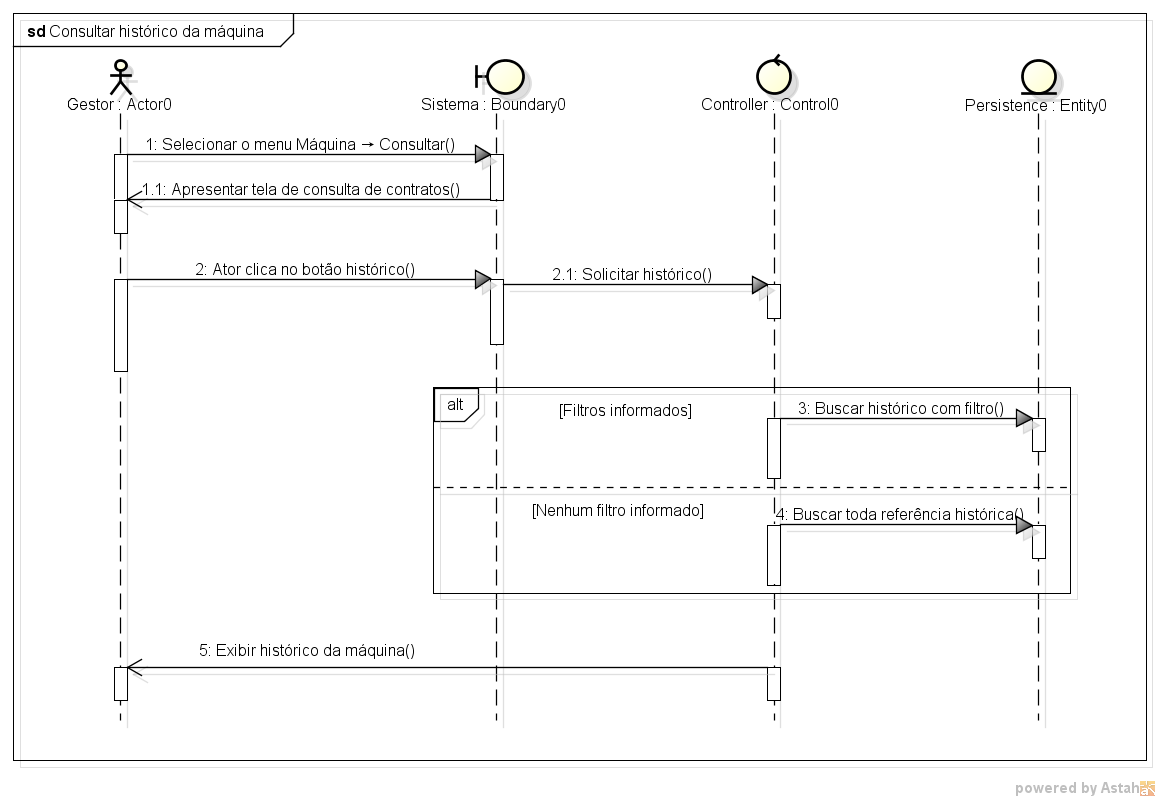 sd Consultar histórico da máquina
Gestor : Actor0
Sistema : Boundary0
Controller : Control0
Persistence : Entity0
1: Selecionar o menu Máquina → Consultar()
1.1: Apresentar tela de consulta de contratos()
2: Ator clica no botão histórico()
2.1: Solicitar histórico()
alt
[Filtros informados]
3: Buscar histórico com filtro()
[Nenhum filtro informado]
4: Buscar toda referência histórica()
5: Exibir histórico da máquina()
powered by Astah